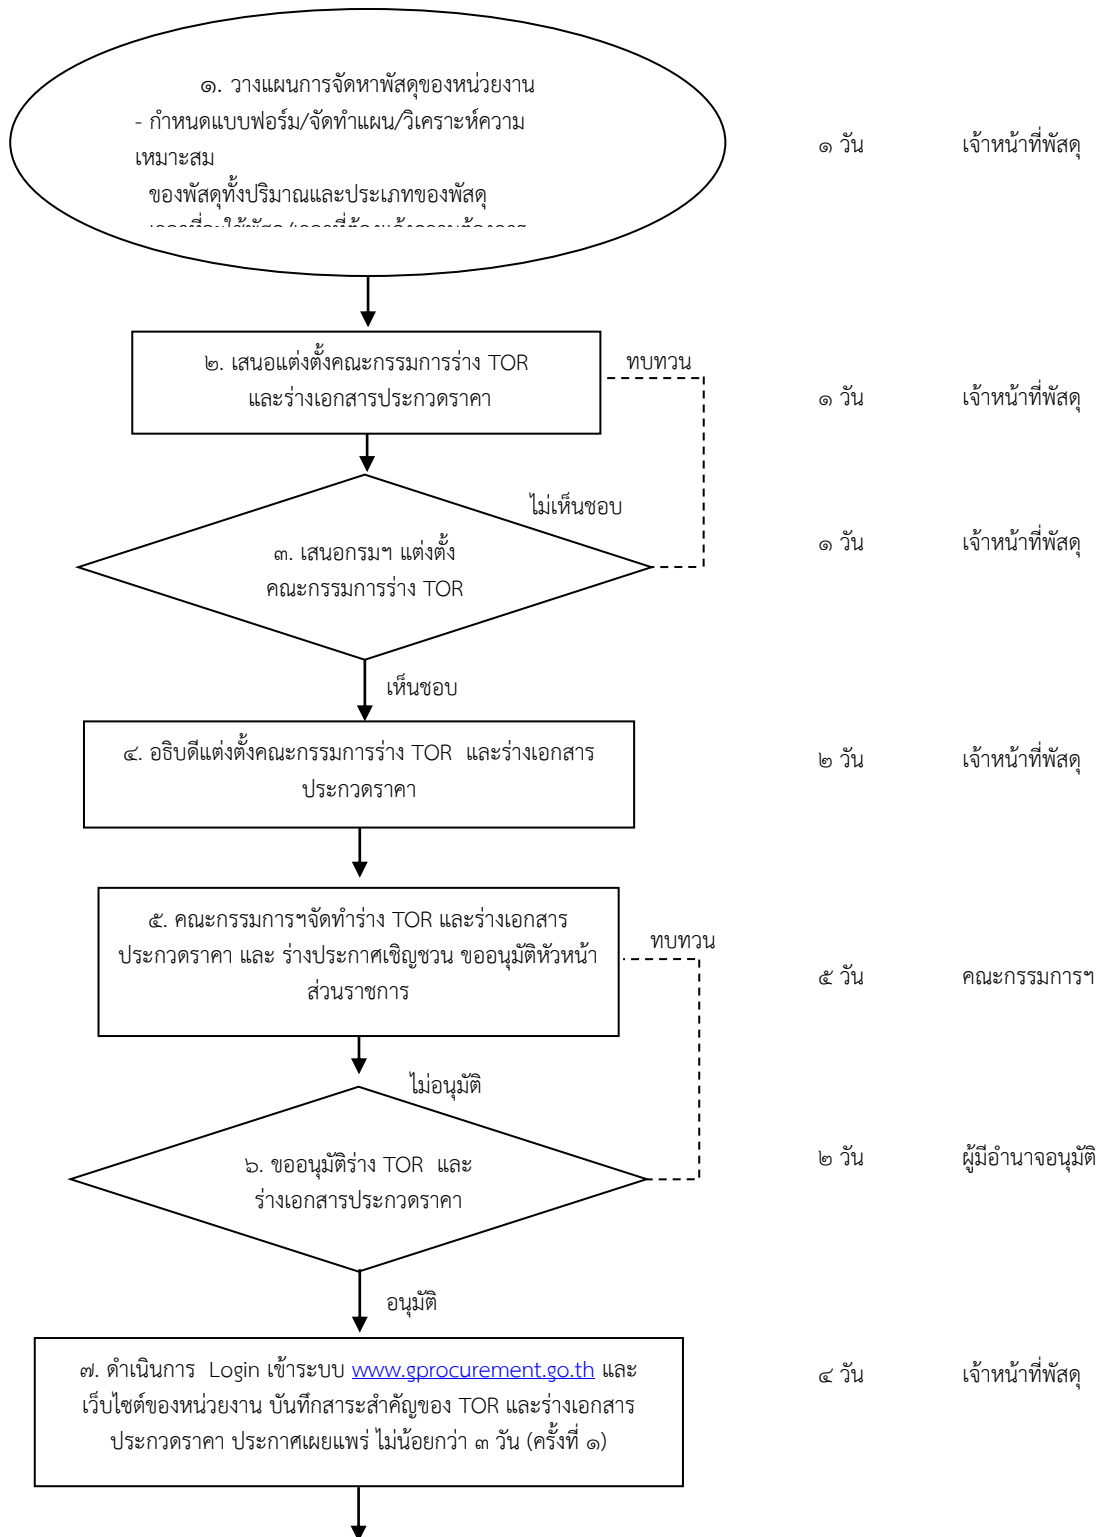 ๑. วางแผนการจัดหาพัสดุของหน่วยงาน
- กำหนดแบบฟอร์ม/จัดทำแผน/วิเคราะห์ความ
เหมาะสม
ของพัสดุทั้งปริมาณและประเภทของพัสดุ
๑ วัน เจ้าหน้าที่พัสดุ
๒. เสนอแต่งตั้งคณะกรรมการร่าง TOR
และร่างเอกสารประกวดราคา
ทบทวน
๑ วัน เจ้าหน้าที่พัสดุ
ไม่เห็นชอบ
๓. เสนอกรมฯ แต่งตั้ง
คณะกรรมการร่าง TOR
๑ วัน เจ้าหน้าที่พัสดุ
เห็นชอบ
๔. อธิบดีแต่งตั้งคณะกรรมการร่าง TOR และร่างเอกสาร
ประกวดราคา
๒ วัน เจ้าหน้าที่พัสดุ
๕. คณะกรรมการฯจัดทำร่าง TOR และร่างเอกสาร
ประกวดราคา และ ร่างประกาศเชิญชวน ขออนุมัติหัวหน้า
ส่วนราชการ
ทบทวน
๕ วัน คณะกรรมการฯ
ไม่อนุมัติ
๖. ขออนุมัติร่าง TOR และ
ร่างเอกสารประกวดราคา
๒ วัน ผู้มีอำนาจอนุมัติ
อนุมัติ
๗. ดำเนินการ Login เข้าระบบ www.gprocurement.go.th และ
เว็บไซต์ของหน่วยงาน บันทึกสาระสำคัญของ TOR และร่างเอกสาร
ประกวดราคา ประกาศเผยแพร่ ไม่น้อยกว่า ๓ วัน (ครั้งที่ ๑)
๔ วัน เจ้าหน้าที่พัสดุ